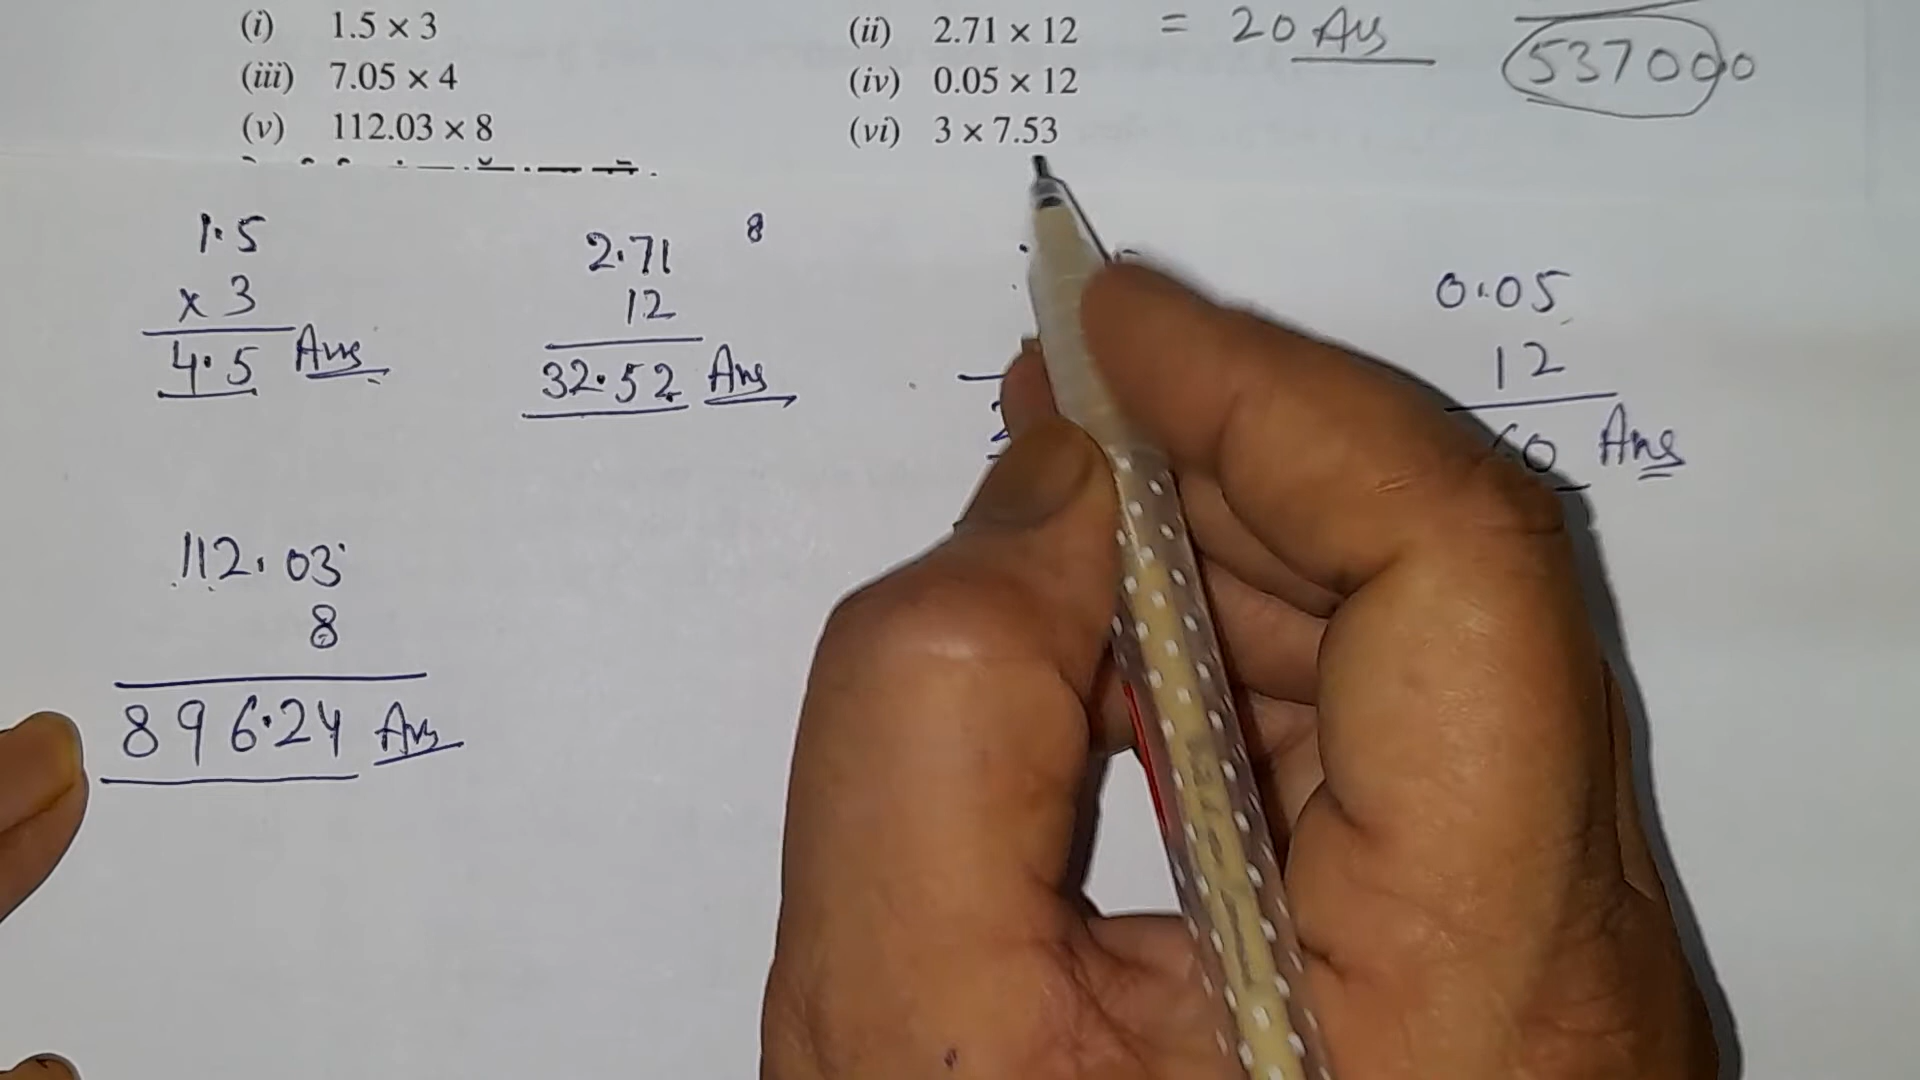 (i) 1.5 × 3
(ii) 2.71 × 12
= 20 Ans
537000
(iii) 7.05 × 4
(iv) 0.05 × 12
(v) 112.03 × 8
(vi) 3 × 7.53
1.5
× 3
4.5 Ans
2.71
12
32.52 Ans
8
0.05
12
60 Ans
112.03
8
896.24 Ans